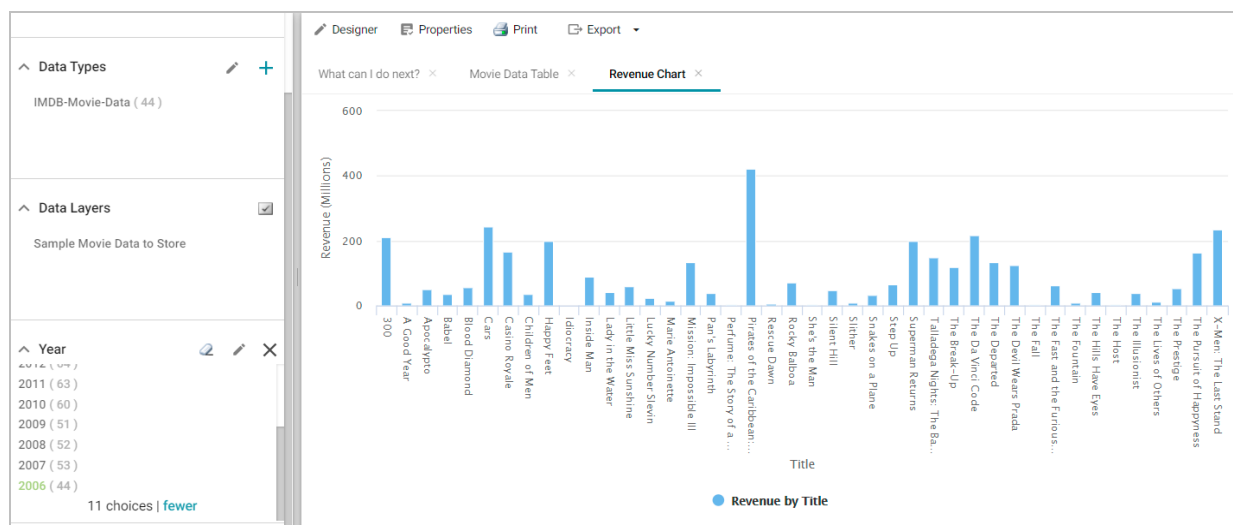 Designer Properties Print Export
What can I do next? × Movie Data Table × Revenue Chart ×
Data Types
IMDB-Movie-Data ( 44 )
Data Layers
Sample Movie Data to Store
Year
2012 ( 64 )
2011 ( 63 )
2010 ( 60 )
2009 ( 51 )
2008 ( 52 )
2007 ( 53 )
2006 ( 44 )
11 choices | fewer
600
400
200
0
Revenue (Millions)
300
A Good Year
Apocalypto
Babel
Blood Diamond
Cars
Casino Royale
Children of Men
Happy Feet
Idiocracy
Inside Man
Lady in the Water
Little Miss Sunshine
Lucky Number Slevin
Marie Antoinette
Mission: Impossible III
Pan's Labyrinth
Perfume: The Story of a ...
Pirates of the Caribbean:...
Rescue Dawn
Rocky Balboa
She's the Man
Silent Hill
Slither
Snakes on a Plane
Step Up
Superman Returns
Talladega Nights: The Ba...
The Break-Up
The Da Vinci Code
The Departed
The Devil Wears Prada
The Fall
The Fast and the Furious...
The Fountain
The Hills Have Eyes
The Host
The Illusionist
The Lives of Others
The Prestige
The Pursuit of Happyness
X-Men: The Last Stand
Title
Revenue by Title